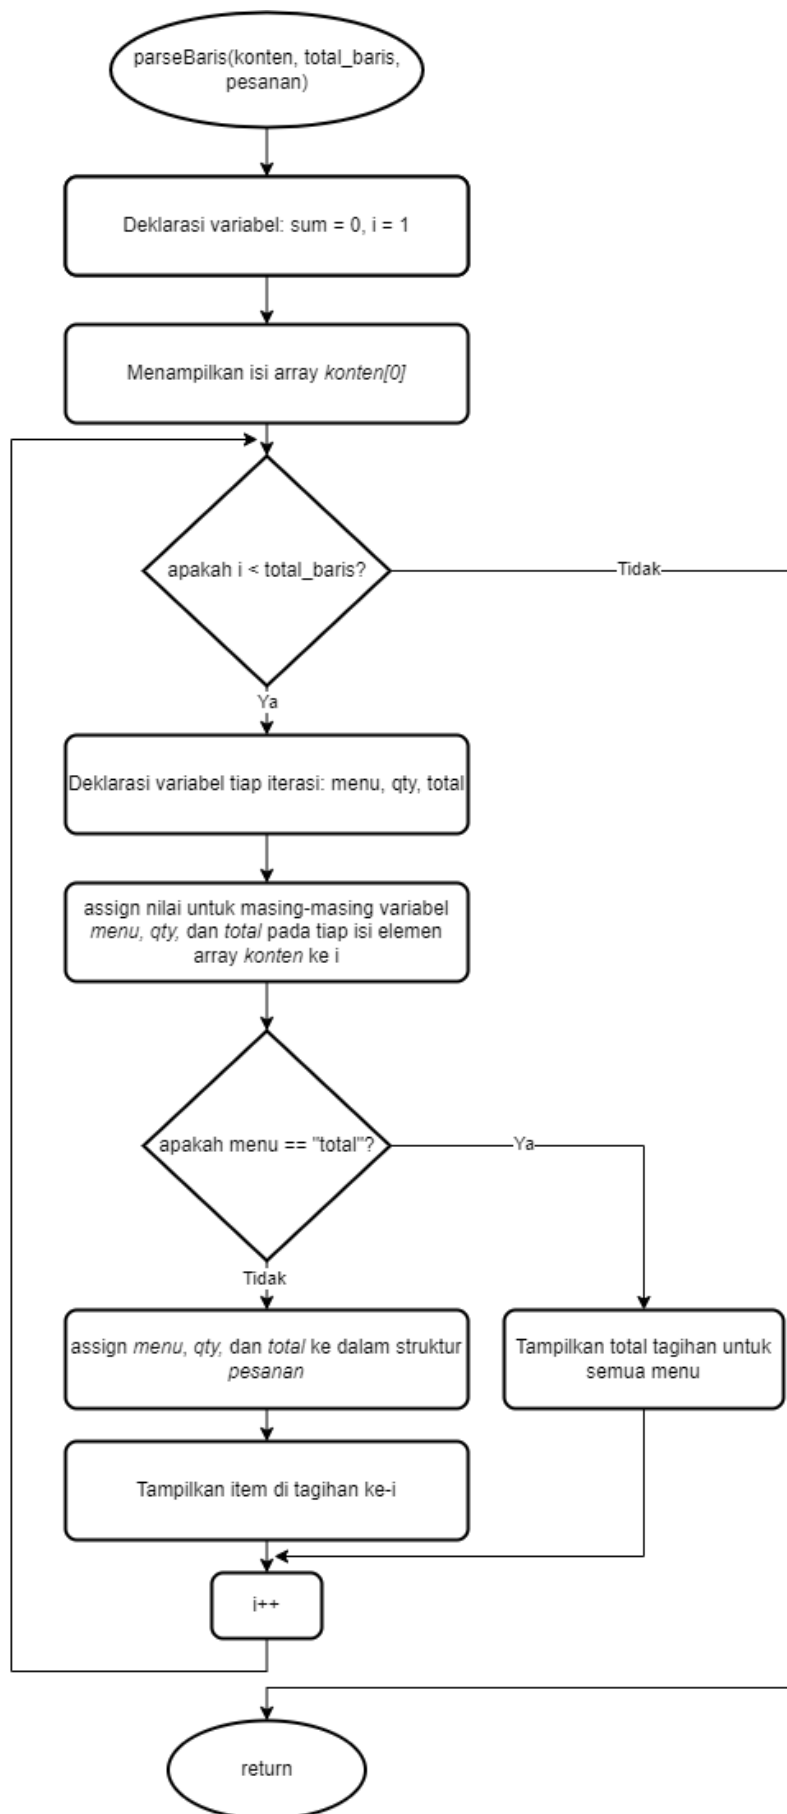 parseBaris(konten, total_baris,
pesanan)
Deklarasi variabel: sum = 0, i = 1
Menampilkan isi array konten[0]
apakah i < total_baris?
Tidak
Ya
Deklarasi variabel tiap iterasi: menu, qty, total
assign nilai untuk masing-masing variabel
menu, qty, dan total pada tiap isi elemen
array konten ke i
apakah menu == "total"?
Ya
Tidak
assign menu, qty, dan total ke dalam struktur
pesanan
Tampilkan total tagihan untuk
semua menu
Tampilkan item di tagihan ke-i
i++
return